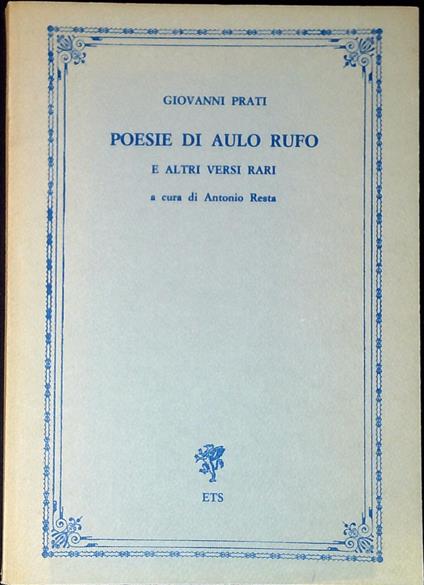 GIOVANNI PRATI
POESIE DI AULO RUFO
E ALTRI VERSI RARI
a cura di Antonio Resta
ETS